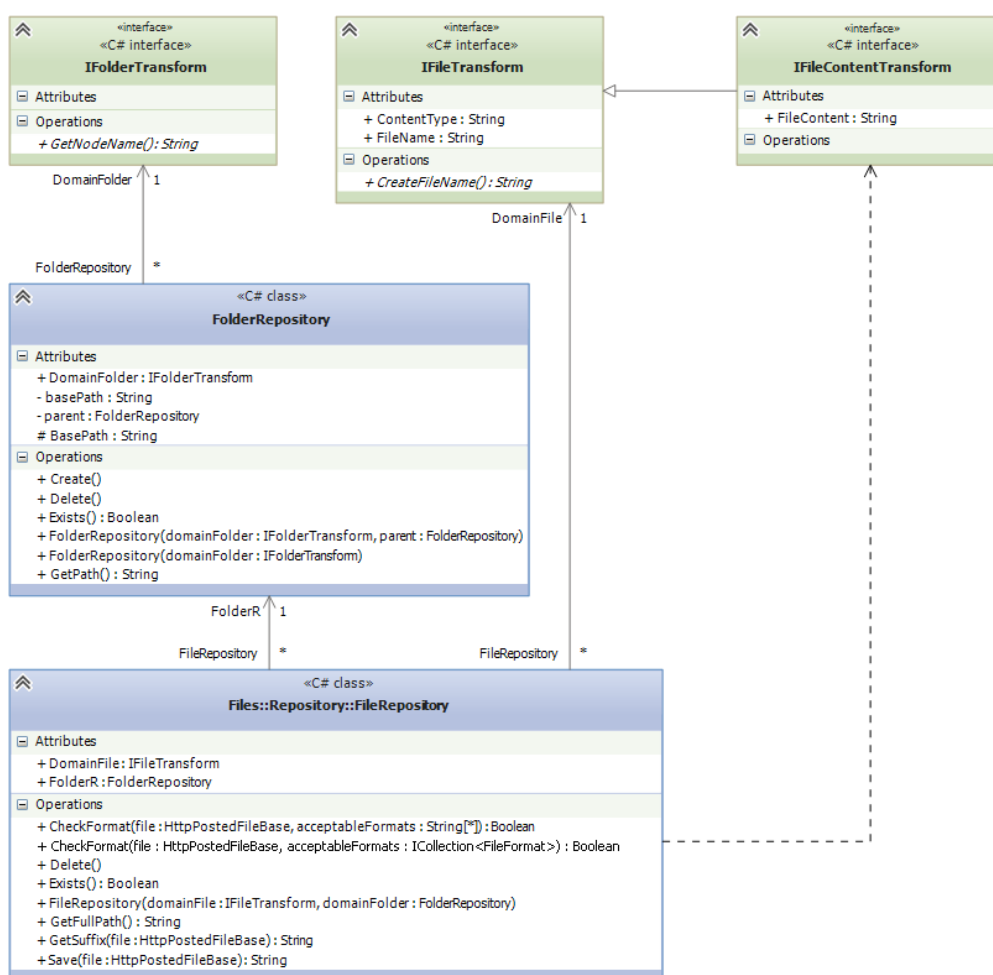 «interface»
«C# interface»
IFolderTransform
Attributes
Operations
+ GetNodeName(): String
«interface»
«C# interface»
IFileTransform
Attributes
+ ContentType : String
+ FileName : String
Operations
+ CreateFileName(): String
«interface»
«C# interface»
IFileContentTransform
Attributes
+ FileContent : String
Operations
DomainFolder 1
DomainFile 1
FolderRepository *
«C# class»
FolderRepository
Attributes
+ DomainFolder : IFolderTransform
- basePath : String
- parent : FolderRepository
# BasePath : String
Operations
+ Create()
+ Delete()
+ Exists() : Boolean
+ FolderRepository(domainFolder : IFolderTransform, parent : FolderRepository)
+ FolderRepository(domainFolder : IFolderTransform)
+ GetPath() : String
FolderR 1
FileRepository *
FileRepository *
«C# class»
Files::Repository::FileRepository
Attributes
+ DomainFile : IFileTransform
+ FolderR : FolderRepository
Operations
+ CheckFormat(file : HttpPostedFileBase, acceptableFormats : String[*]) : Boolean
+ CheckFormat(file : HttpPostedFileBase, acceptableFormats : ICollection<FileFormat>) : Boolean
+ Delete()
+ Exists() : Boolean
+ FileRepository(domainFile : IFileTransform, domainFolder : FolderRepository)
+ GetFullPath() : String
+ GetSuffix(file : HttpPostedFileBase) : String
+ Save(file : HttpPostedFileBase) : String